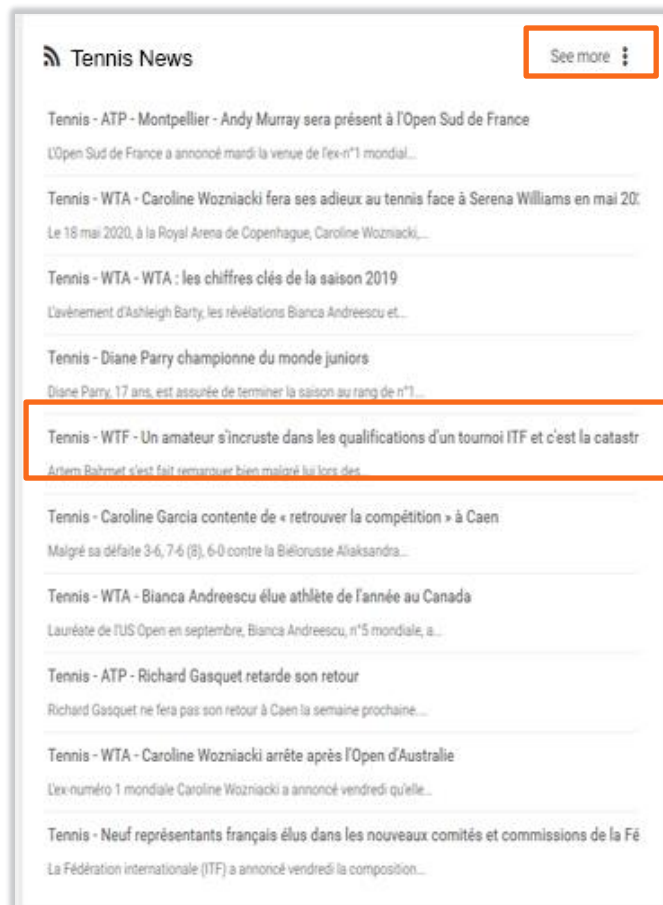 Tennis News
See more
Tennis - ATP - Montpellier - Andy Murray sera présent à l'Open Sud de France
L'Open Sud de France a annoncé mardi la venue de l'ex-n°1 mondial...
Tennis - WTA - Caroline Wozniacki fera ses adieux au tennis face à Serena Williams en mai 202
Le 18 mai 2020, à la Royal Arena de Copenhague, Caroline Wozniacki,...
Tennis - WTA - WTA : les chiffres clés de la saison 2019
L'avènement d'Ashleigh Barty, les révélations Bianca Andreescu et...
Tennis - Diane Parry championne du monde juniors
Diane Parry, 17 ans, est assurée de terminer la saison au rang de n°1...
Tennis - WTF - Un amateur s'incruste dans les qualifications d'un tournoi ITF et c'est la catastr
Artem Bahmet s'est fait remarquer bien malgré lui lors des...
Tennis - Caroline Garcia contente de « retrouver la compétition » à Caen
Malgré sa défaite 3-6, 7-6 (8), 6-0 contre la Biélorusse Aliaksandra...
Tennis - WTA - Bianca Andreescu élue athlète de l'année au Canada
Lauréate de l'US Open en septembre, Bianca Andreescu, n°5 mondiale, a...
Tennis - ATP - Richard Gasquet retarde son retour
Richard Gasquet ne fera pas son retour à Caen la semaine prochaine....
Tennis - WTA - Caroline Wozniacki arrête après l'Open d'Australie
L'ex-numéro 1 mondiale Caroline Wozniacki a annoncé vendredi qu'elle...
Tennis - Neuf représentants français élus dans les nouveaux comités et commissions de la Fé
La Fédération internationale (ITF) a annoncé vendredi la composition...